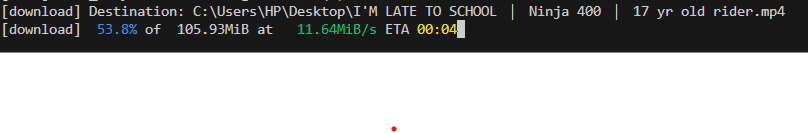 [download] Destination: C:\Users\HP\Desktop\I'M LATE TO SCHOOL ｜ Ninja 400 ｜ 17 yr old rider.mp4
[download]  53.8% of  105.93MiB at   11.64MiB/s ETA 00:04